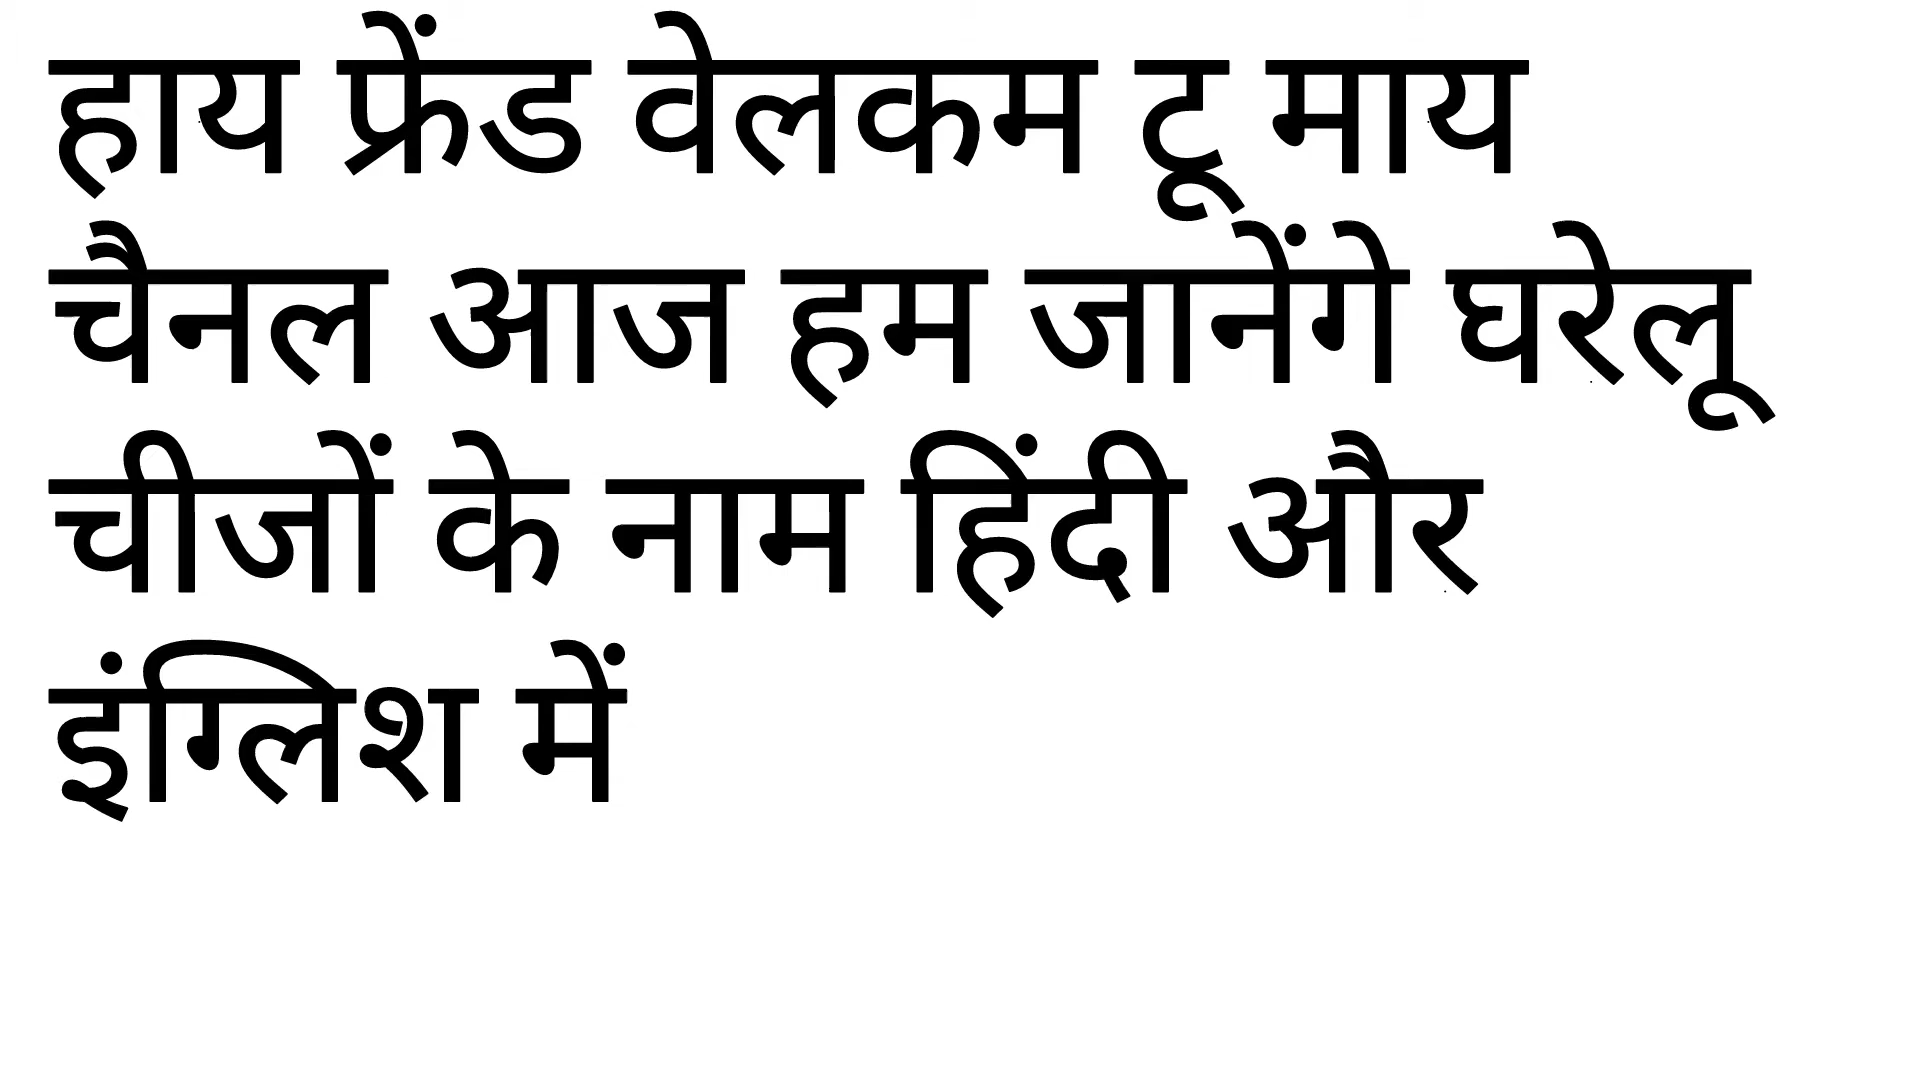 हाय फ्रेंड वेलकम टू माय
चैनल आज हम जानेंगे घरेलू
चीजों के नाम हिंदी और
इंग्लिश में